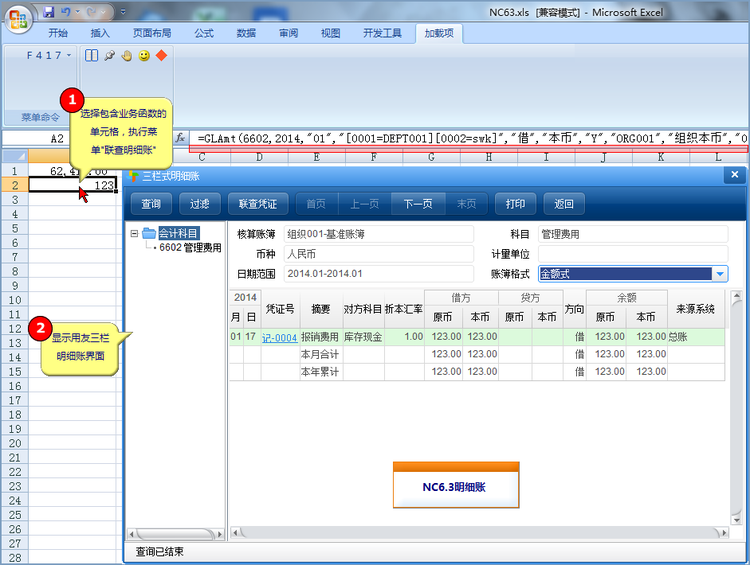 NC63.xls [兼容模式] - Microsoft Excel
开始 插入 页面布局 公式 数据 审阅 视图 开发工具 加载项
F417
菜单命令
1
选择包含业务函数的
单元格，执行菜
单"联查明细账"
A2 fx =GLAmt(6602,2014,"01","[0001=DEPT001][0002=swk]","借","本币","Y","ORG001","组织本币","0
C D E F G H I J K L
1
2 123
3
4
5
6
7
8
9
10
11
12
13
14
15
16
17
18
19
20
21
22
23
24
25
26
27
28
三栏式明细账
查询 过滤 联查凭证 首页 上一页 下一页 末页 打印 返回
会计科目
6602 管理费用
核算账簿 组织001-基准账簿 科目 管理费用
币种 人民币 计量单位
日期范围 2014.01-2014.01 账簿格式 金额式
2014 凭证号 摘要 对方科目 折本汇率 借方 贷方 方向 余额 来源系统
月 日 原币 本币 原币 本币 原币 本币
01 17 记-0004 报销费用 库存现金 1.00 123.00 123.00 借 123.00 123.00 总账
本月合计 123.00 123.00 借 123.00 123.00
本年累计 123.00 123.00 借 123.00 123.00
2
显示用友三栏
明细账界面
NC6.3明细账
查询已结束